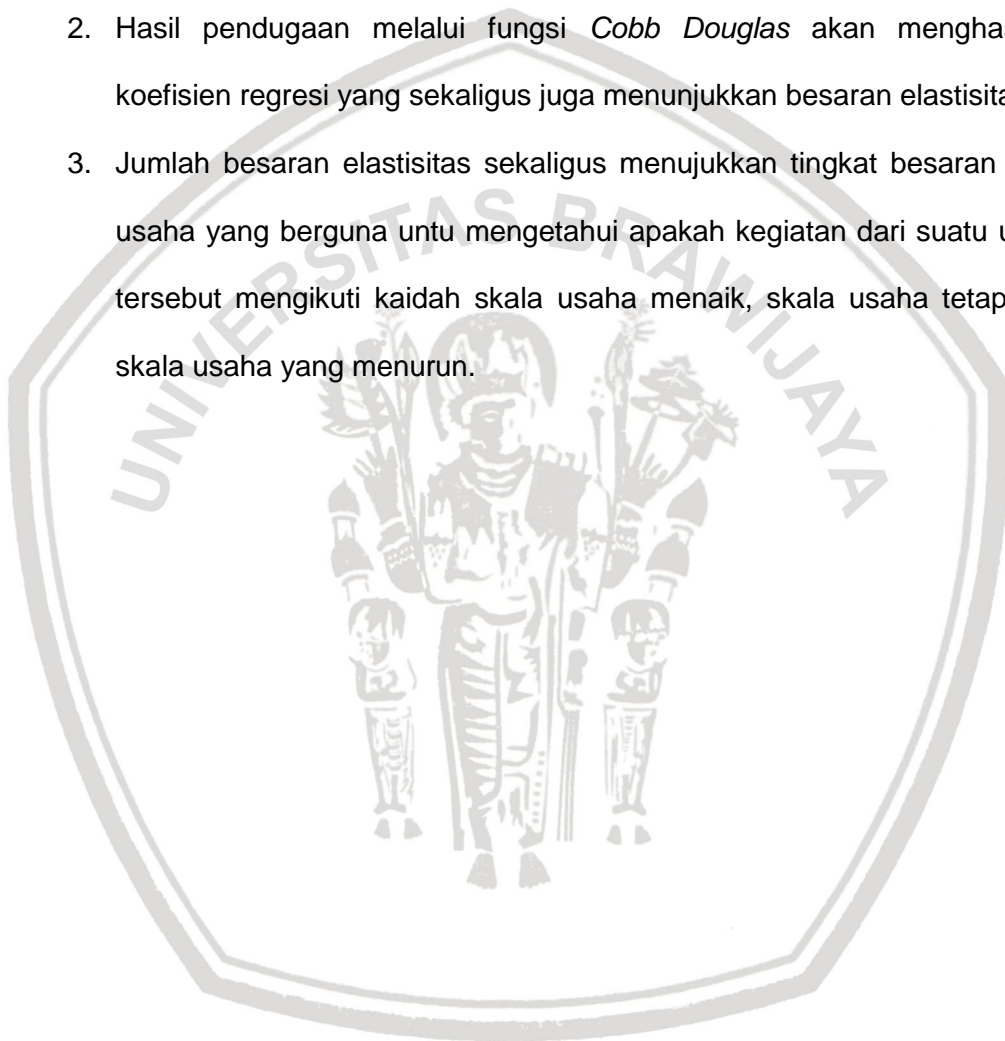 2. Hasil pendugaan melalui fungsi Cobb Douglas akan mengha
koefisien regresi yang sekaligus juga menunjukkan besaran elastisita
3. Jumlah besaran elastisitas sekaligus menujukkan tingkat besaran
usaha yang berguna untu mengetahui apakah kegiatan dari suatu u
tersebut mengikuti kaidah skala usaha menaik, skala usaha tetap
skala usaha yang menurun.
UNIVERSITAS BRAWIJAYA